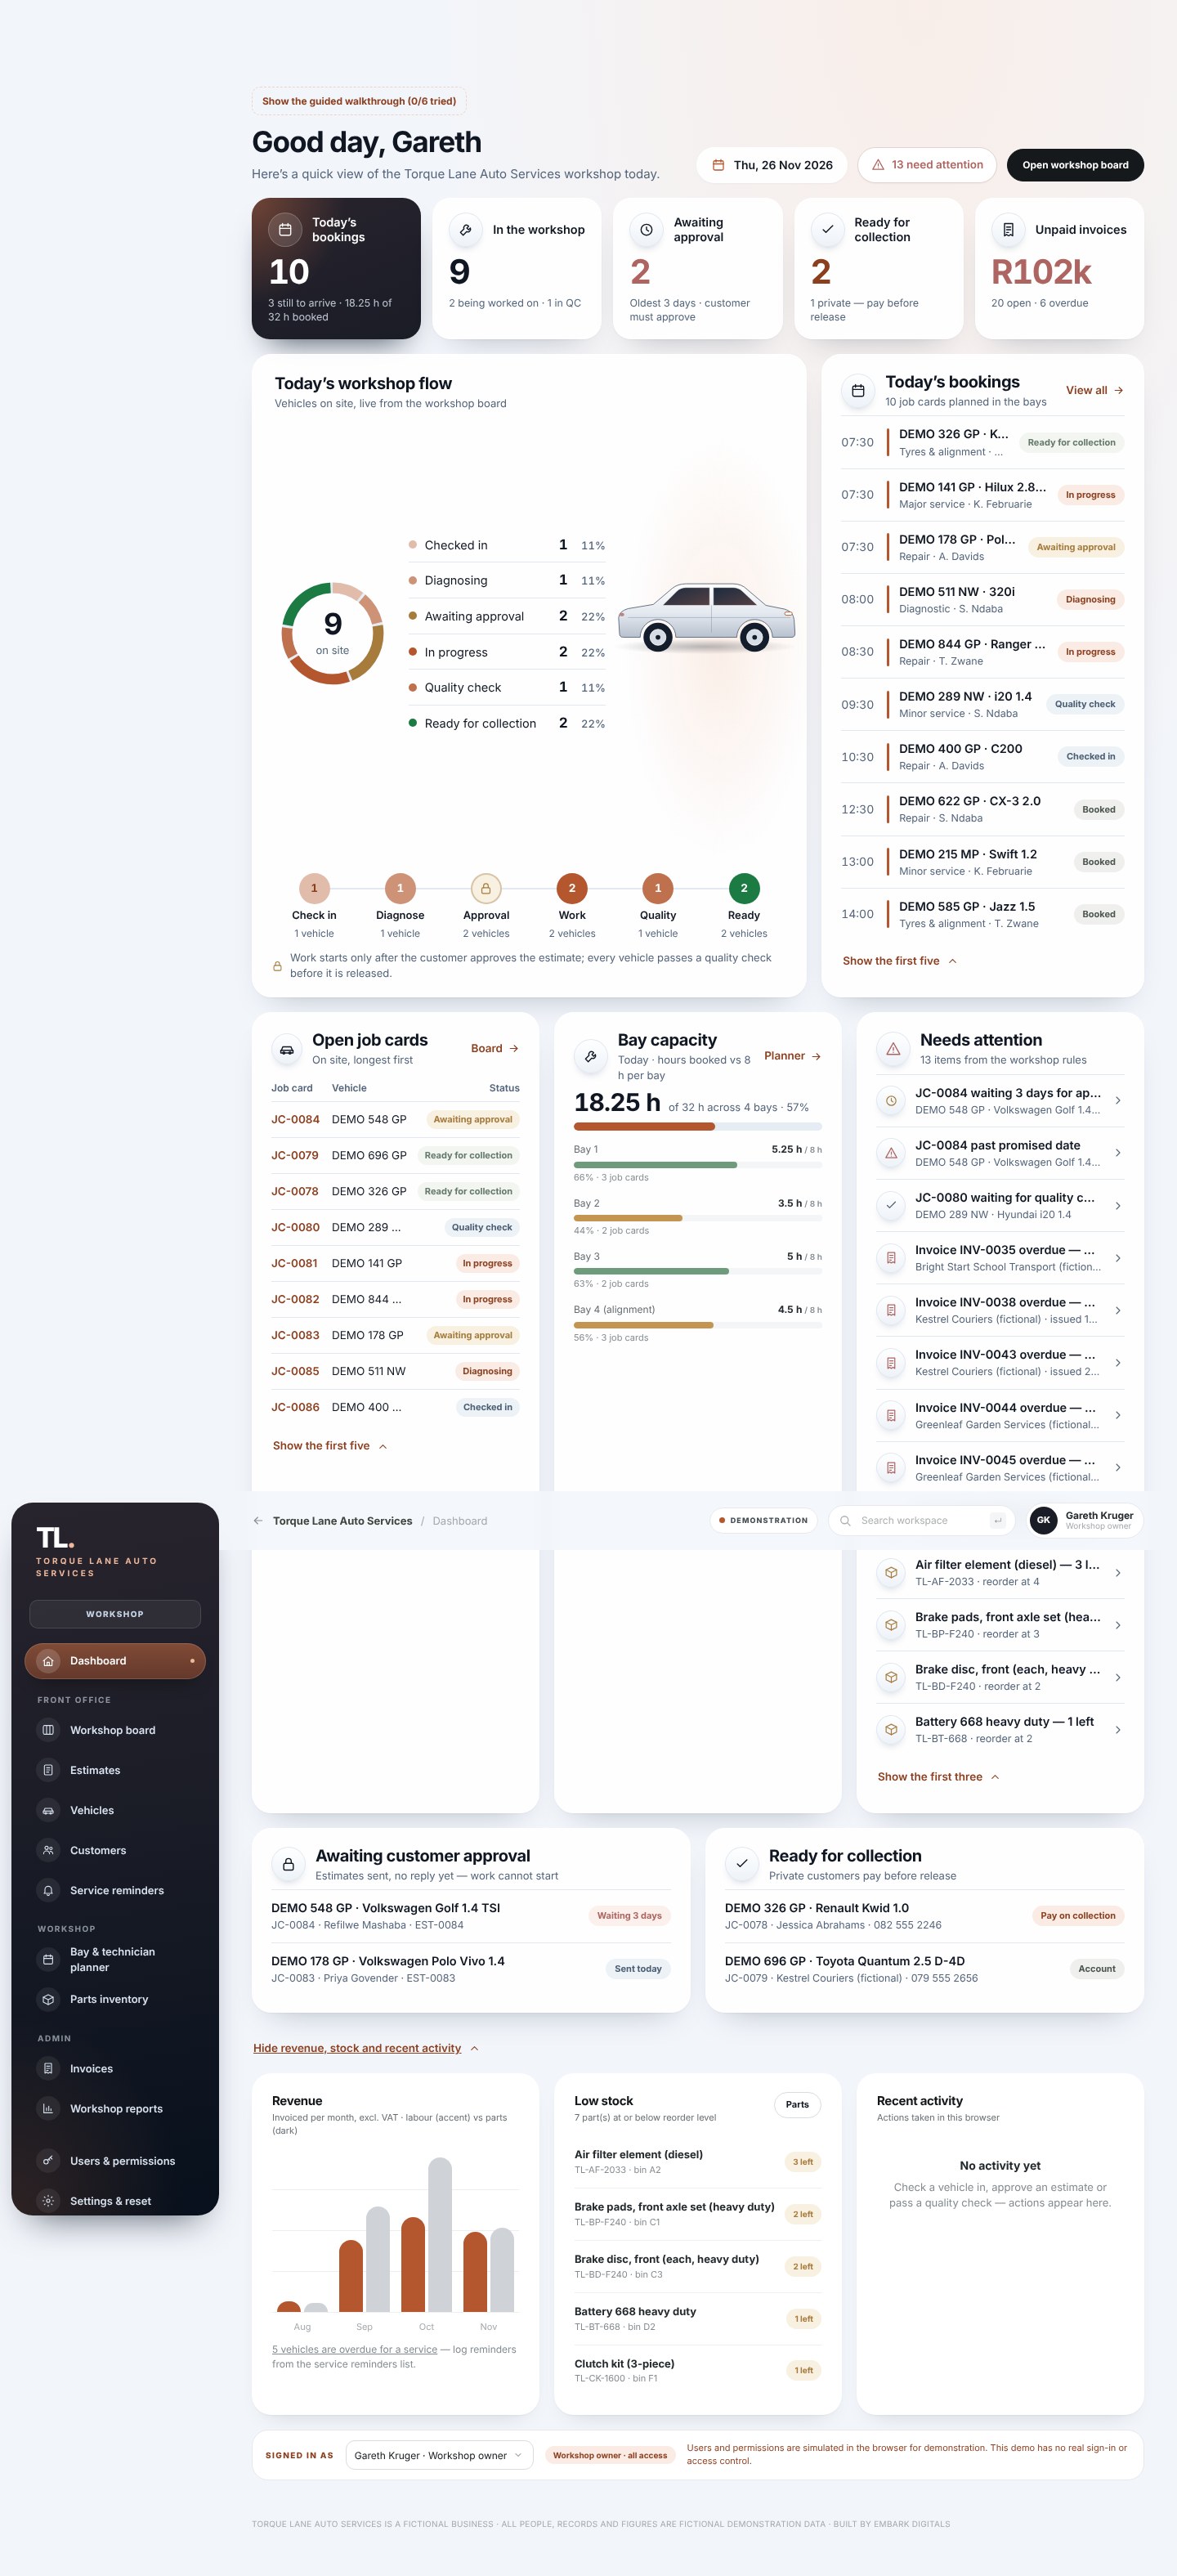 Show the guided walkthrough (0/6 tried)
Good day, Gareth
Here's a quick view of the Torque Lane Auto Services workshop today.
Thu, 26 Nov 2026
13 need attention
Open workshop board
Today's bookings
10
3 still to arrive · 18.25 h of 32 h booked
In the workshop
9
2 being worked on · 1 in QC
Awaiting approval
2
Oldest 3 days · customer must approve
Ready for collection
2
1 private — pay before release
Unpaid invoices
R102k
20 open · 6 overdue
Today's workshop flow
Vehicles on site, live from the workshop board
9
on site
Checked in 1 11%
Diagnosing 1 11%
Awaiting approval 2 22%
In progress 2 22%
Quality check 1 11%
Ready for collection 2 22%
1 1 2 1 2
Check in Diagnose Approval Work Quality Ready
1 vehicle 1 vehicle 2 vehicles 2 vehicles 1 vehicle 2 vehicles
Work starts only after the customer approves the estimate; every vehicle passes a quality check
before it is released.
Today's bookings
10 job cards planned in the bays
View all →
07:30 DEMO 326 GP · K... Ready for collection
Tyres & alignment · ...
07:30 DEMO 141 GP · Hilux 2.8... In progress
Major service · K. Februarie
07:30 DEMO 178 GP · Pol... Awaiting approval
Repair · A. Davids
08:00 DEMO 511 NW · 320i Diagnosing
Diagnostic · S. Ndaba
08:30 DEMO 844 GP · Ranger ... In progress
Repair · T. Zwane
09:30 DEMO 289 NW · i20 1.4 Quality check
Minor service · S. Ndaba
10:30 DEMO 400 GP · C200 Checked in
Repair · A. Davids
12:30 DEMO 622 GP · CX-3 2.0 Booked
Repair · S. Ndaba
13:00 DEMO 215 MP · Swift 1.2 Booked
Minor service · K. Februarie
14:00 DEMO 585 GP · Jazz 1.5 Booked
Tyres & alignment · T. Zwane
Show the first five
Open job cards
On site, longest first
Board →
Job card Vehicle Status
JC-0084 DEMO 548 GP Awaiting approval
JC-0079 DEMO 696 GP Ready for collection
JC-0078 DEMO 326 GP Ready for collection
JC-0080 DEMO 289 ... Quality check
JC-0081 DEMO 141 GP In progress
JC-0082 DEMO 844 ... In progress
JC-0083 DEMO 178 GP Awaiting approval
JC-0085 DEMO 511 NW Diagnosing
JC-0086 DEMO 400 ... Checked in
Show the first five
Bay capacity
Today · hours booked vs 8
h per bay
Planner →
18.25 h of 32 h across 4 bays · 57%
Bay 1 5.25 h / 8 h
66% · 3 job cards
Bay 2 3.5 h / 8 h
44% · 2 job cards
Bay 3 5 h / 8 h
63% · 2 job cards
Bay 4 (alignment) 4.5 h / 8 h
56% · 3 job cards
Needs attention
13 items from the workshop rules
JC-0084 waiting 3 days for ap...
DEMO 548 GP · Volkswagen Golf 1.4...
JC-0084 past promised date
DEMO 548 GP · Volkswagen Golf 1.4...
JC-0080 waiting for quality c...
DEMO 289 NW · Hyundai i20 1.4
Invoice INV-0035 overdue — ...
Bright Start School Transport (fiction...
Invoice INV-0038 overdue — ...
Kestrel Couriers (fictional) · issued 1...
Invoice INV-0043 overdue — ...
Kestrel Couriers (fictional) · issued 2...
Invoice INV-0044 overdue — ...
Greenleaf Garden Services (fictional...
Invoice INV-0045 overdue — ...
Greenleaf Garden Services (fictional...
Air filter element (diesel) — 3 l...
TL-AF-2033 · reorder at 4
Brake pads, front axle set (hea...
TL-BP-F240 · reorder at 3
Brake disc, front (each, heavy ...
TL-BD-F240 · reorder at 2
Battery 668 heavy duty — 1 left
TL-BT-668 · reorder at 2
Show the first three
← Torque Lane Auto Services / Dashboard
DEMONSTRATION
Search workspace
GK
Gareth Kruger
Workshop owner
TL.
TORQUE LANE AUTO
SERVICES
WORKSHOP
Dashboard
FRONT OFFICE
Workshop board
Estimates
Vehicles
Customers
Service reminders
WORKSHOP
Bay & technician
planner
Parts inventory
ADMIN
Invoices
Workshop reports
Users & permissions
Settings & reset
Awaiting customer approval
Estimates sent, no reply yet — work cannot start
DEMO 548 GP · Volkswagen Golf 1.4 TSI
JC-0084 · Refilwe Mashaba · EST-0084
Waiting 3 days
DEMO 178 GP · Volkswagen Polo Vivo 1.4
JC-0083 · Priya Govender · EST-0083
Sent today
Ready for collection
Private customers pay before release
DEMO 326 GP · Renault Kwid 1.0
JC-0078 · Jessica Abrahams · 082 555 2246
Pay on collection
DEMO 696 GP · Toyota Quantum 2.5 D-4D
JC-0079 · Kestrel Couriers (fictional) · 079 555 2656
Account
Hide revenue, stock and recent activity
Revenue
Invoiced per month, excl. VAT · labour (accent) vs parts
(dark)
Aug Sep Oct Nov
5 vehicles are overdue for a service — log reminders
from the service reminders list.
Low stock
7 part(s) at or below reorder level
Parts
Air filter element (diesel)
TL-AF-2033 · bin A2
3 left
Brake pads, front axle set (heavy duty)
TL-BP-F240 · bin C1
2 left
Brake disc, front (each, heavy duty)
TL-BD-F240 · bin C3
2 left
Battery 668 heavy duty
TL-BT-668 · bin D2
1 left
Clutch kit (3-piece)
TL-CK-1600 · bin F1
1 left
Recent activity
Actions taken in this browser
No activity yet
Check a vehicle in, approve an estimate or
pass a quality check — actions appear here.
SIGNED IN AS
Gareth Kruger · Workshop owner
Workshop owner · all access
Users and permissions are simulated in the browser for demonstration. This demo has no real sign-in or
access control.
TORQUE LANE AUTO SERVICES IS A FICTIONAL BUSINESS · ALL PEOPLE, RECORDS AND FIGURES ARE FICTIONAL DEMONSTRATION DATA · BUILT BY EMBARK DIGITALS